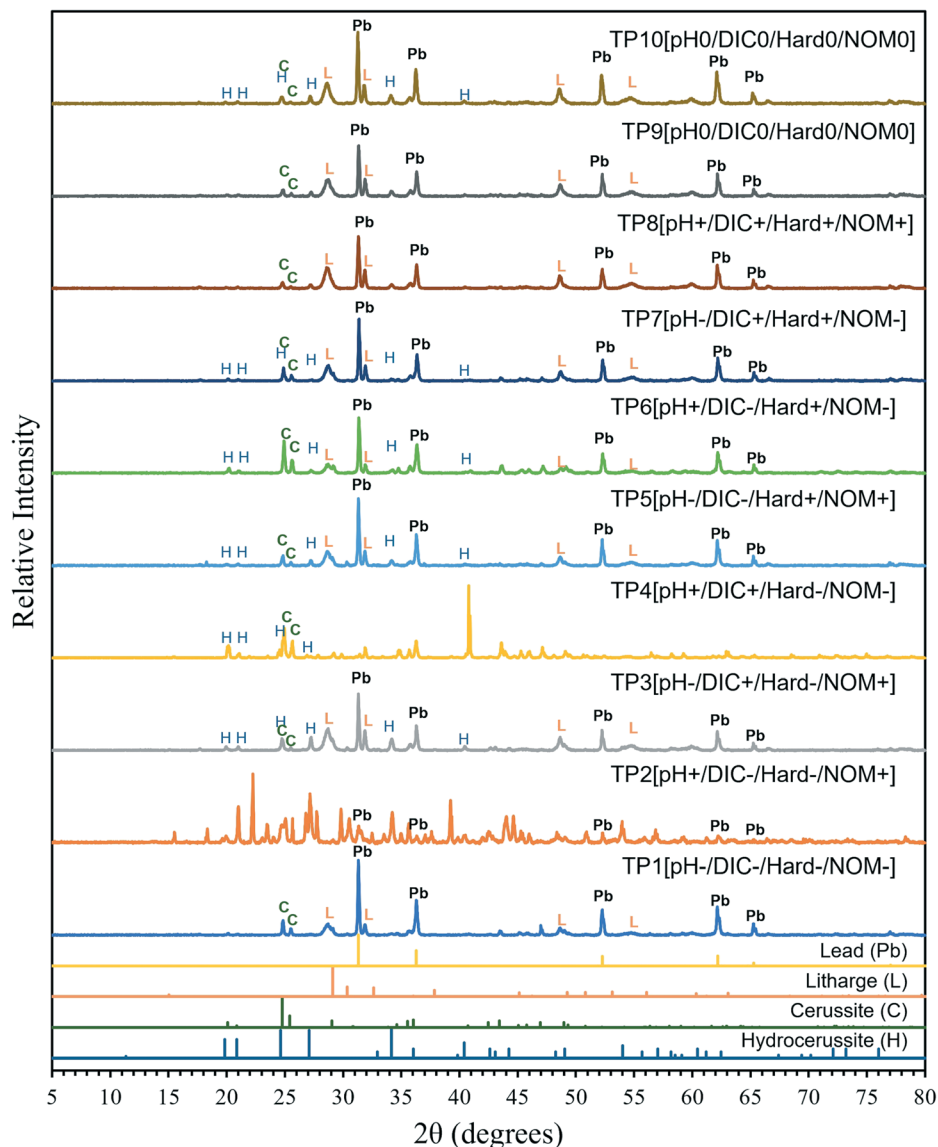 Pb
TP10[pH0/DIC0/Hard0/NOM0]
C
Pb Pb
H L L H Pb
H H C H H L L
Pb
TP9[pH0/DIC0/Hard0/NOM0]
Pb Pb Pb
C C L L L L Pb
Pb
TP8[pH+/DIC+/Hard+/NOM+]
Pb Pb Pb
C C L L L L Pb
Pb
TP7[pH-/DIC+/Hard+/NOM-]
C Pb Pb Pb
H H H C H L L H H L L Pb
Pb
TP6[pH+/DIC-/Hard+/NOM-]
C Pb Pb Pb
H H C H L L H H L L Pb
Pb
TP5[pH-/DIC-/Hard+/NOM+]
Pb Pb Pb
H H C C H L L H H L L Pb
TP4[pH+/DIC+/Hard-/NOM-]
C
H H H C H
Pb
TP3[pH-/DIC+/Hard-/NOM+]
H Pb Pb Pb
H H C C H L L H H L L Pb
TP2[pH+/DIC-/Hard-/NOM+]
Pb Pb Pb Pb Pb
Pb
TP1[pH-/DIC-/Hard-/NOM-]
C C L L Pb L Pb L Pb Pb
Lead (Pb)
Litharge (L)
Cerussite (C)
Hydrocerussite (H)
5 10 15 20 25 30 35 40 45 50 55 60 65 70 75 80
2θ (degrees)
Relative Intensity